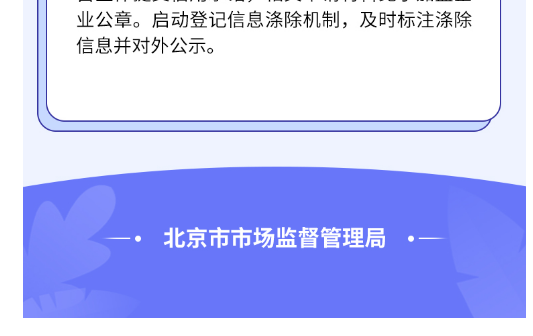 业公章。启动登记信息涤除机制，及时标注涤除
信息并对外公示。
北京市市场监督管理局